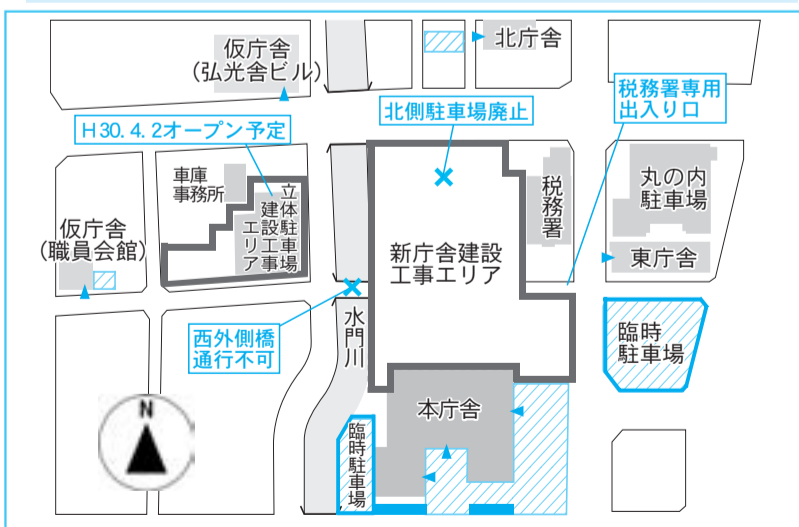 仮庁舎
(弘光舎ビル)
北庁舎
H30.4.2オープン予定
北側駐車場廃止
税務署専用
出入り口
車庫
事務所
立体駐車場
建設工事
エリア
仮庁舎
(職員会館)
新庁舎建設
工事エリア
税務署
丸の内
駐車場
東庁舎
西外側橋
通行不可
水門川
臨時
駐車場
本庁舎
臨時駐車場
N